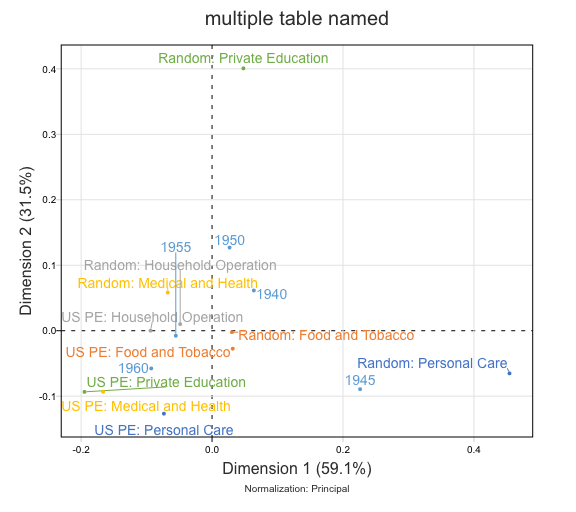 multiple table named
Random: Private Education
0.4
0.3
0.2
1950
1955
0.1
Random: Household Operation
Random: Medical and Health
1940
US PE: Household Operation
0.0
Random: Food and Tobacco
US PE: Food and Tobacco
Random: Personal Care
1960
1945
US PE: Private Education
-0.1
US PE: Medical and Health
US PE: Personal Care
-0.2
0.0
0.2
0.4
Dimension 2 (31.5%)
Dimension 1 (59.1%)
Normalization: Principal